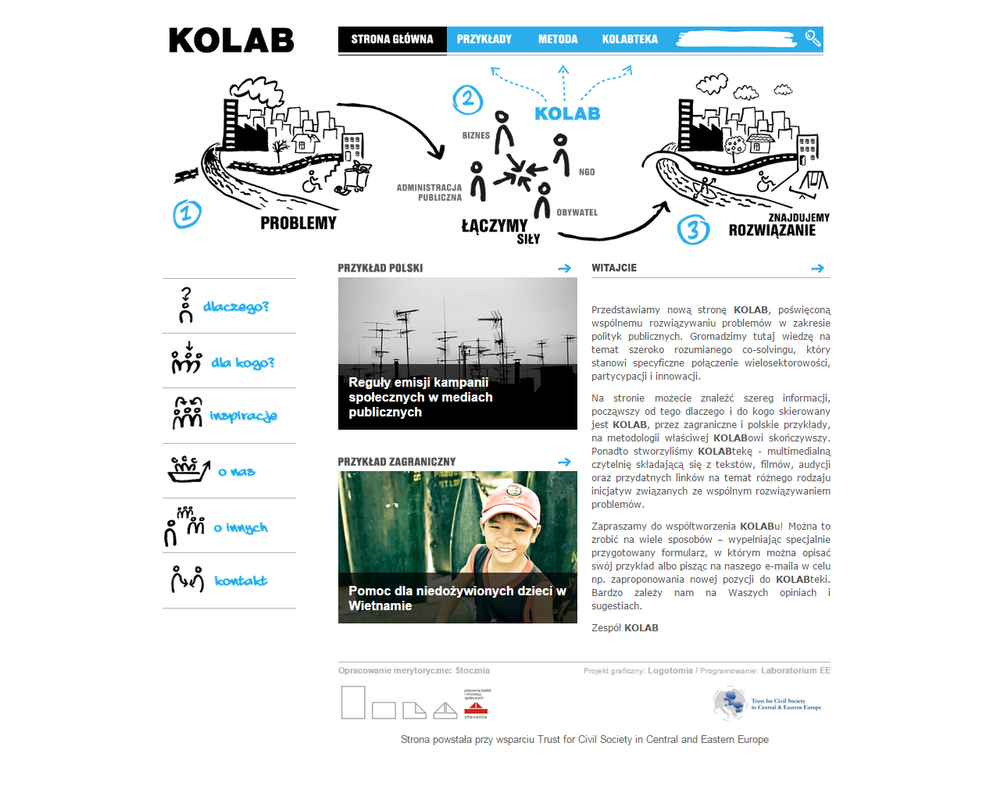 KOLAB
STRONA GŁÓWNA
PRZYKŁADY
METODA
KOLABTEKA
1
PROBLEMY
2
KOLAB
BIZNES
NGO
ADMINISTRACJA
PUBLICZNA
OBYWATEL
ŁĄCZYMY
SIŁY
3
ZNAJDUJEMY
ROZWIĄZANIE
dlaczego?
dla kogo?
inspiracje
o nas
o innych
kontakt
PRZYKŁAD POLSKI
Reguły emisji kampanii
społecznych w mediach
publicznych
PRZYKŁAD ZAGRANICZNY
Pomoc dla niedożywionych dzieci w
Wietnamie
WITAJCIE
Przedstawiamy nową stronę KOLAB, poświęconą
wspólnemu rozwiązywaniu problemów w zakresie
polityk publicznych. Gromadzimy tutaj wiedzę na
temat szeroko rozumianego co-solvingu, który
stanowi specyficzne połączenie wielosektorowości,
partycypacji i innowacji.
Na stronie możecie znaleźć szereg informacji,
począwszy od tego dlaczego i do kogo skierowany
jest KOLAB, przez zagraniczne i polskie przykłady,
na metodologii właściwej KOLABowi skończywszy.
Ponadto stworzyliśmy KOLABtekę - multimedialną
czytelnię składającą się z tekstów, filmów, audycji
oraz przydatnych linków na temat różnego rodzaju
inicjatyw związanych ze wspólnym rozwiązywaniem
problemów.
Zapraszamy do współtworzenia KOLABu! Można to
zrobić na wiele sposobów – wypełniając specjalnie
przygotowany formularz, w którym można opisać
swój przykład albo pisząc na naszego e-maila w celu
np. zaproponowania nowej pozycji do KOLABteki.
Bardzo zależy nam na Waszych opiniach i
sugestiach.
Zespół KOLAB
Opracowanie merytoryczne: Stocznia
Projekt graficzny: Logotomia / Programowanie: Laboratorium EE
pracownia badań
i innowacji
społecznych
stocznia
Trust for Civil Society
in Central & Eastern Europe
Strona powstała przy wsparciu Trust for Civil Society in Central and Eastern Europe